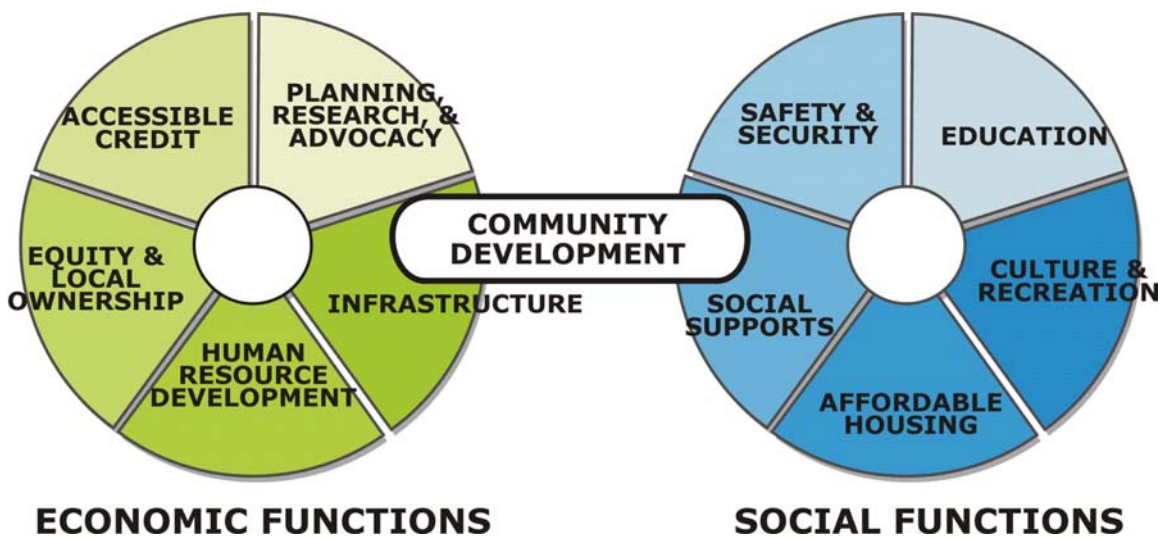 ACCESSIBLE
CREDIT
PLANNING,
RESEARCH, &
ADVOCACY
EQUITY &
LOCAL
OWNERSHIP
INFRASTRUCTURE
HUMAN
RESOURCE
DEVELOPMENT
COMMUNITY
DEVELOPMENT
SAFETY &
SECURITY
EDUCATION
SOCIAL
SUPPORTS
CULTURE &
RECREATION
AFFORDABLE
HOUSING
ECONOMIC FUNCTIONS
SOCIAL FUNCTIONS